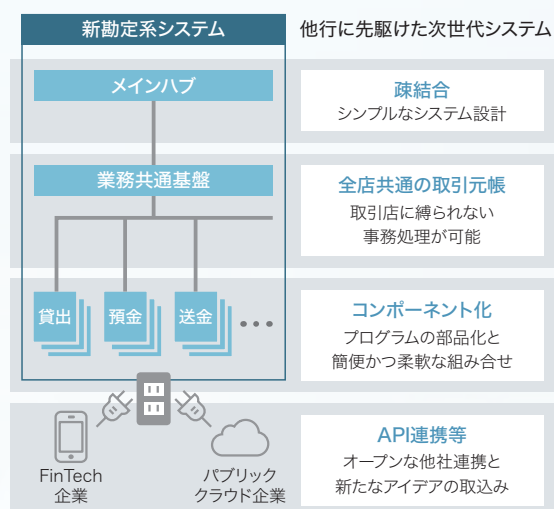 新勘定系システム
他行に先駆けた次世代システム
メインハブ
疎結合
シンプルなシステム設計
業務共通基盤
全店共通の取引元帳
取引店に縛られない
事務処理が可能
貸出
預金
送金
•••
コンポーネント化
プログラムの部品化と
簡便かつ柔軟な組み合せ
FinTech
企業
パブリック
クラウド企業
API連携等
オープンな他社連携と
新たなアイデアの取込み